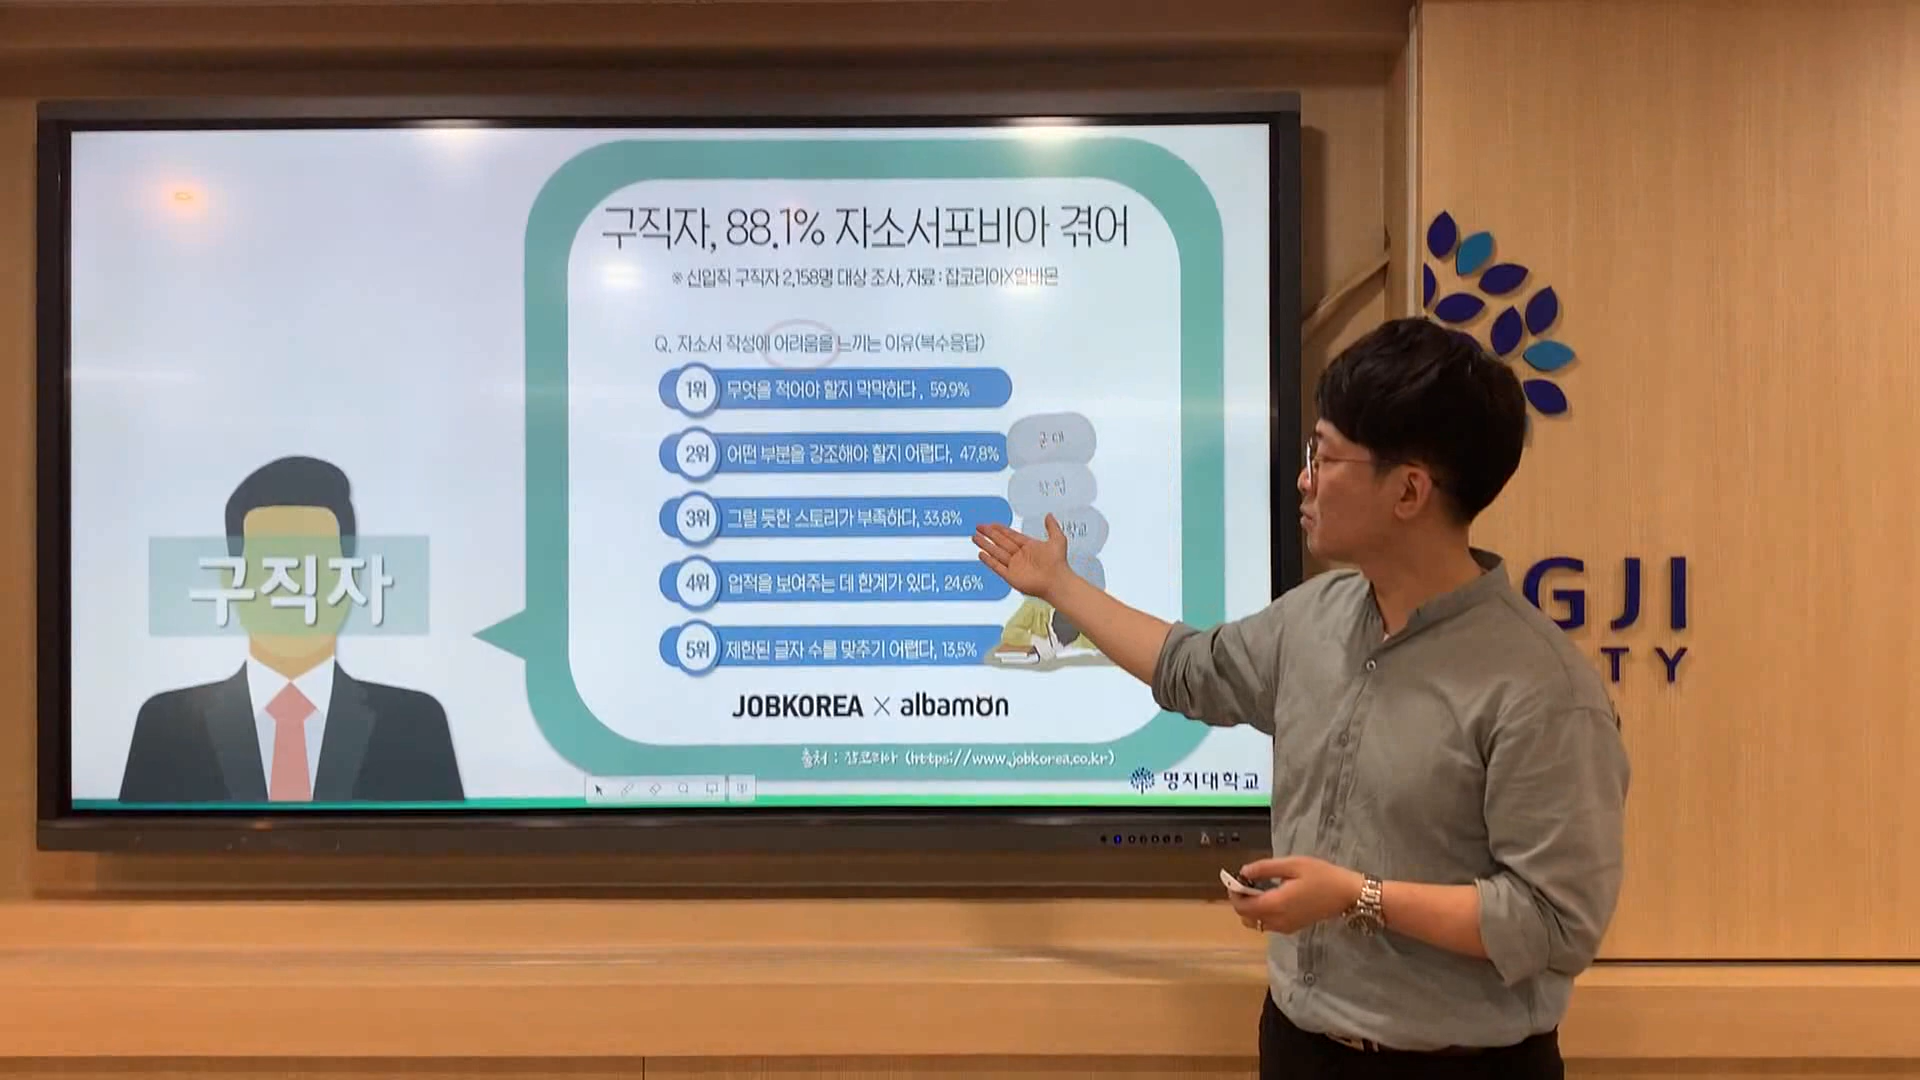 구직자, 88.1% 자소서포비아 겪어
※ 신입직 구직자 2,158명 대상 조사, 자료 : 잡코리아X알바몬
Q. 자소서 작성에 어려움을 느끼는 이유(복수응답)
1위 무엇을 적어야 할지 막막하다, 59.9%
2위 어떤 부분을 강조해야 할지 어렵다, 47.8%
3위 그럴 듯한 스토리가 부족하다, 33.8%
4위 업적을 보여주는 데 한계가 있다, 24.6%
5위 제한된 글자 수를 맞추기 어렵다, 13.5%
군대
학업
학교
JOBKOREA × albamon
출처 : 잡코리아 (https://www.jobkorea.co.kr)
구직자
명지대학교
GJI
TY